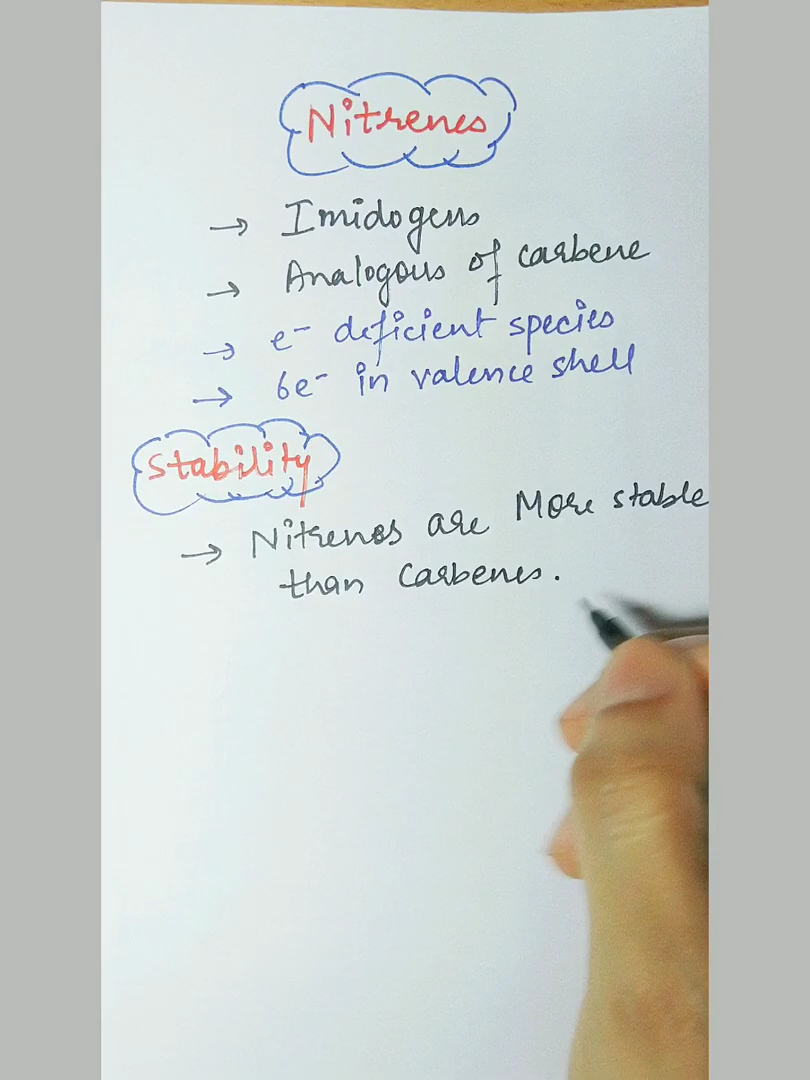 Nitrenes
→ Imidogens
→ Analogous of carbene
→ e⁻ deficient species
→ 6e⁻ in valence shell
Stability
→ Nitrenes are More stable
than Carbenes.